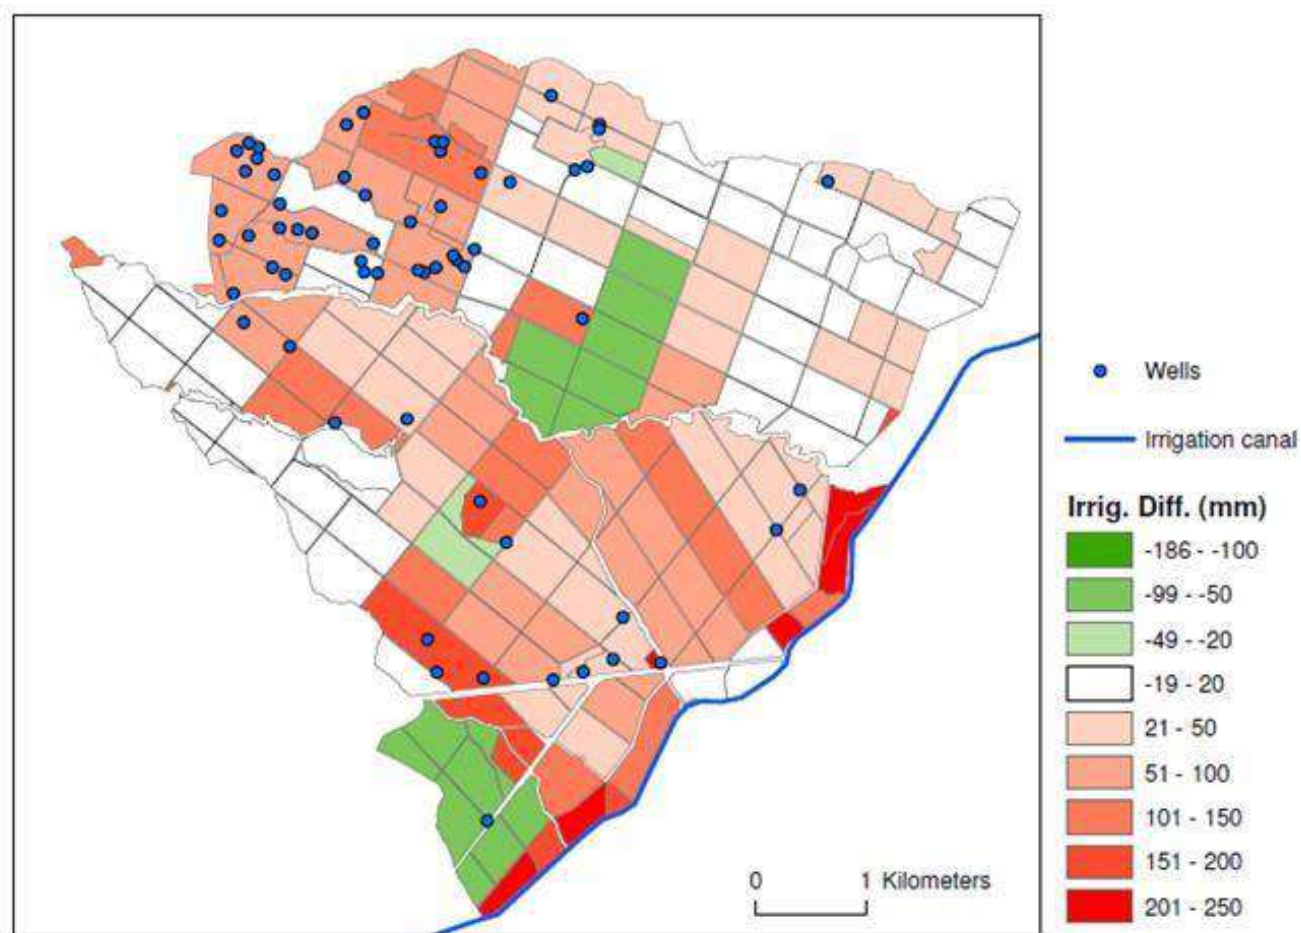 Wells
Irrigation canal
Irrig. Diff. (mm)
-186 - -100
-99 - -50
-49 - -20
-19 - 20
21 - 50
51 - 100
101 - 150
151 - 200
201 - 250
0 1 Kilometers